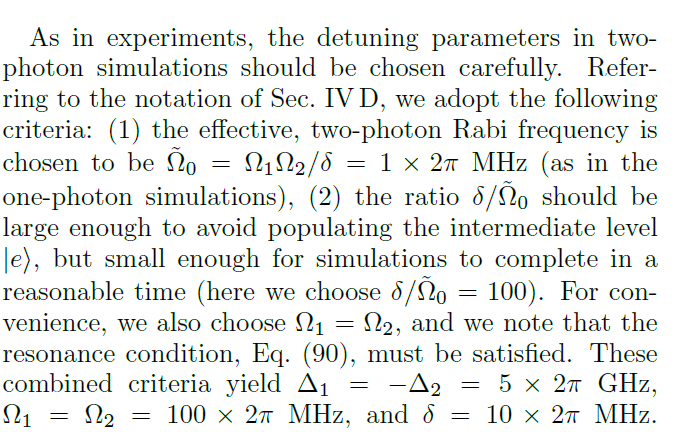 As in experiments, the detuning parameters in two-
photon simulations should be chosen carefully. Refer-
ring to the notation of Sec. IV D, we adopt the following
criteria: (1) the effective, two-photon Rabi frequency is
chosen to be Ω̃₀ = Ω₁Ω₂/δ = 1 × 2π MHz (as in the
one-photon simulations), (2) the ratio δ/Ω̃₀ should be
large enough to avoid populating the intermediate level
|e⟩, but small enough for simulations to complete in a
reasonable time (here we choose δ/Ω̃₀ = 100). For con-
venience, we also choose Ω₁ = Ω₂, and we note that the
resonance condition, Eq. (90), must be satisfied. These
combined criteria yield Δ₁ = −Δ₂ = 5 × 2π GHz,
Ω₁ = Ω₂ = 100 × 2π MHz, and δ = 10 × 2π MHz.